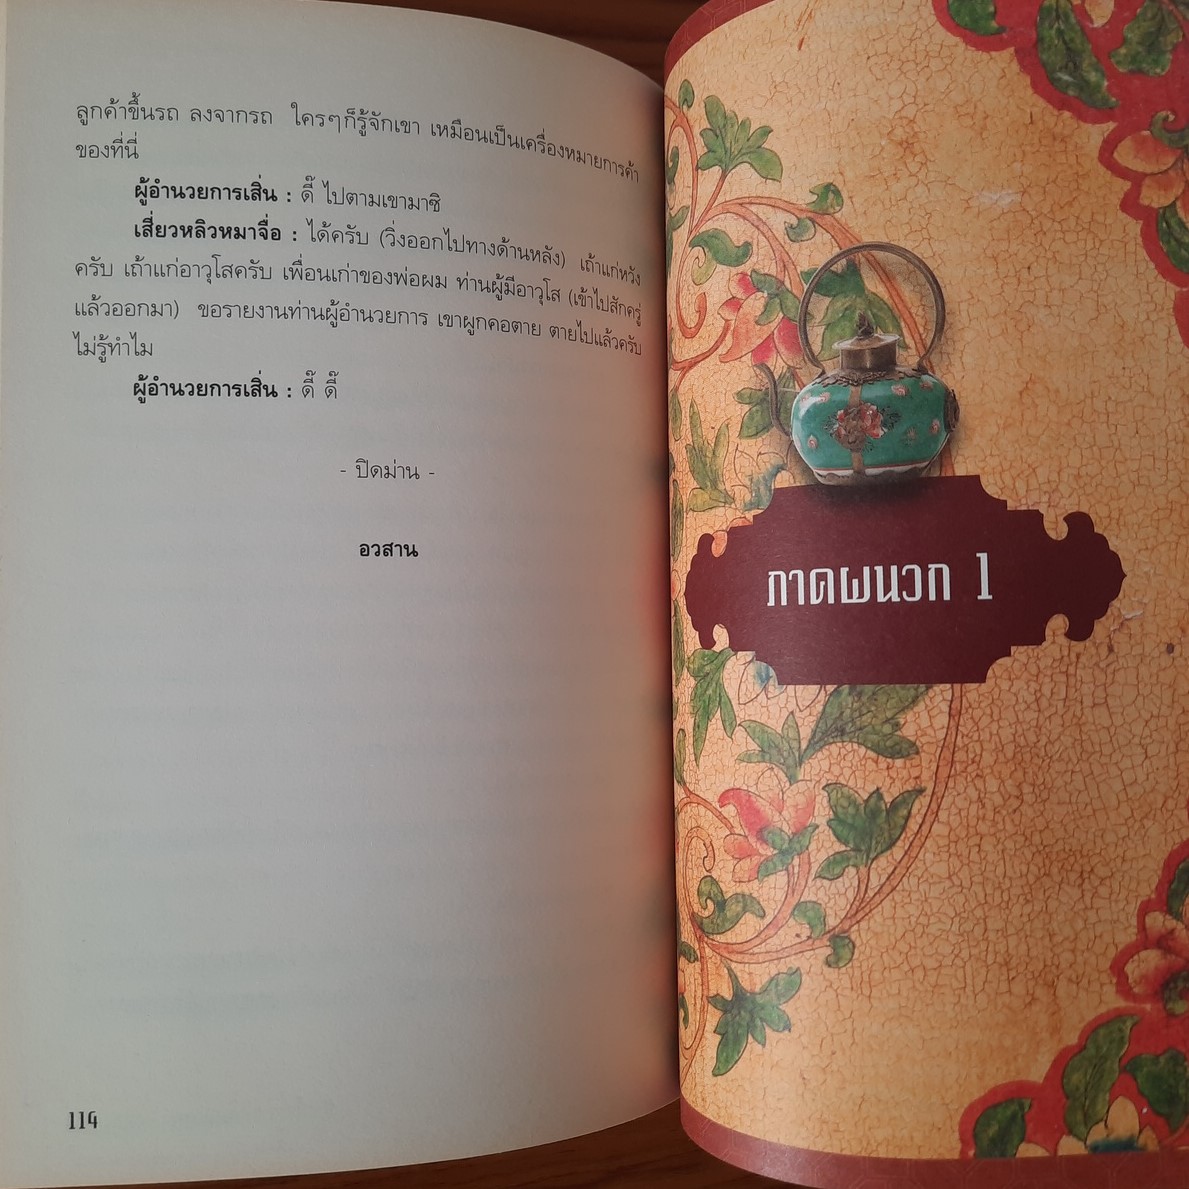 ลูกค้าขึ้นรถ ลงจากรถ ใครๆก็รู้จักเขา เหมือนเป็นเครื่องหมายการค้า
ของที่นี่
ผู้อำนวยการเสิ่น : ดี๊ ไปตามเขามาซิ
เสี่ยวหลิวหมาจื่อ : ได้ครับ (วิ่งออกไปทางด้านหลัง) เถ้าแก่หวัง
ครับ เถ้าแก่อาวุโสครับ เพื่อนเก่าของพ่อผม ท่านผู้มีอาวุโส (เข้าไปสักครู่
แล้วออกมา) ขอรายงานท่านผู้อำนวยการ เขาผูกคอตาย ตายไปแล้วครับ
ไม่รู้ทำไม
ผู้อำนวยการเสิ่น : ดี๊ ดี๊
- ปิดม่าน -
อวสาน
114
ภาคผนวก 1